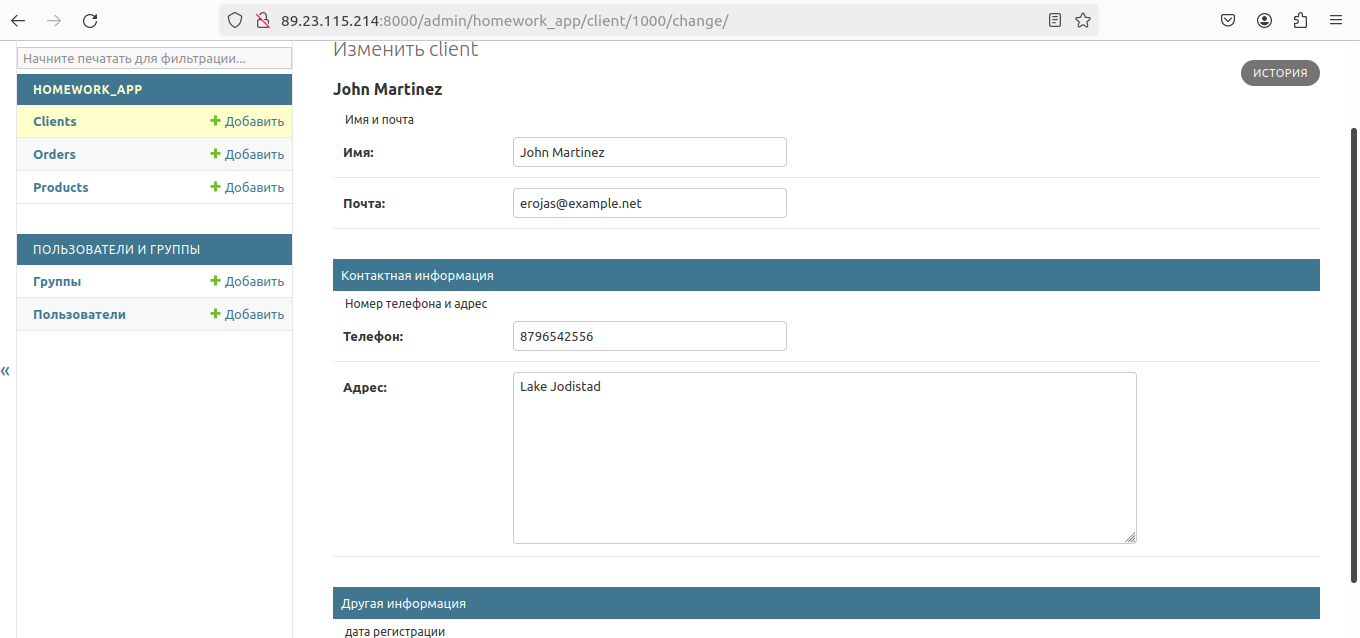 89.23.115.214:8000/admin/homework_app/client/1000/change/
Начните печатать для фильтрации...
HOMEWORK_APP
Clients Добавить
Orders Добавить
Products Добавить
ПОЛЬЗОВАТЕЛИ И ГРУППЫ
Группы Добавить
Пользователи Добавить
«
Изменить client
ИСТОРИЯ
John Martinez
Имя и почта
Имя: John Martinez
Почта: erojas@example.net
Контактная информация
Номер телефона и адрес
Телефон: 8796542556
Адрес: Lake Jodistad
Другая информация
дата регистрации